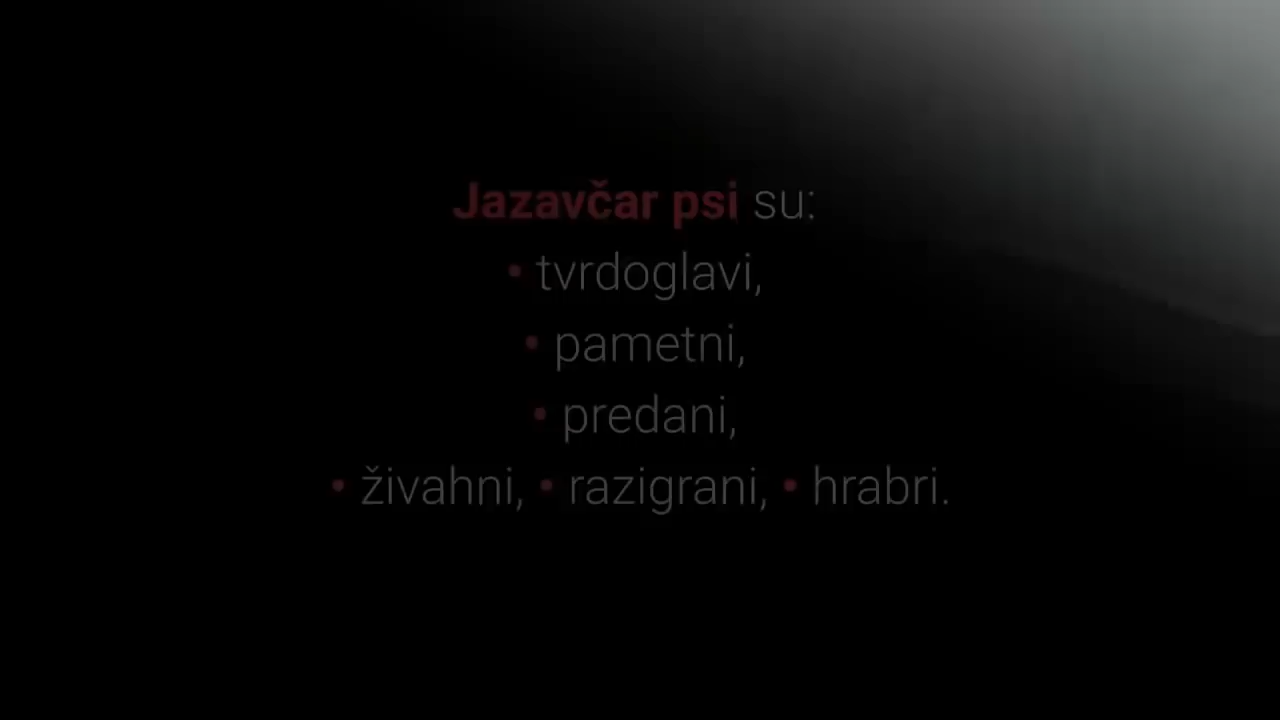 Jazavčar psi su:
• tvrdoglavi,
• pametni,
• predani,
• živahni, • razigrani, • hrabri.